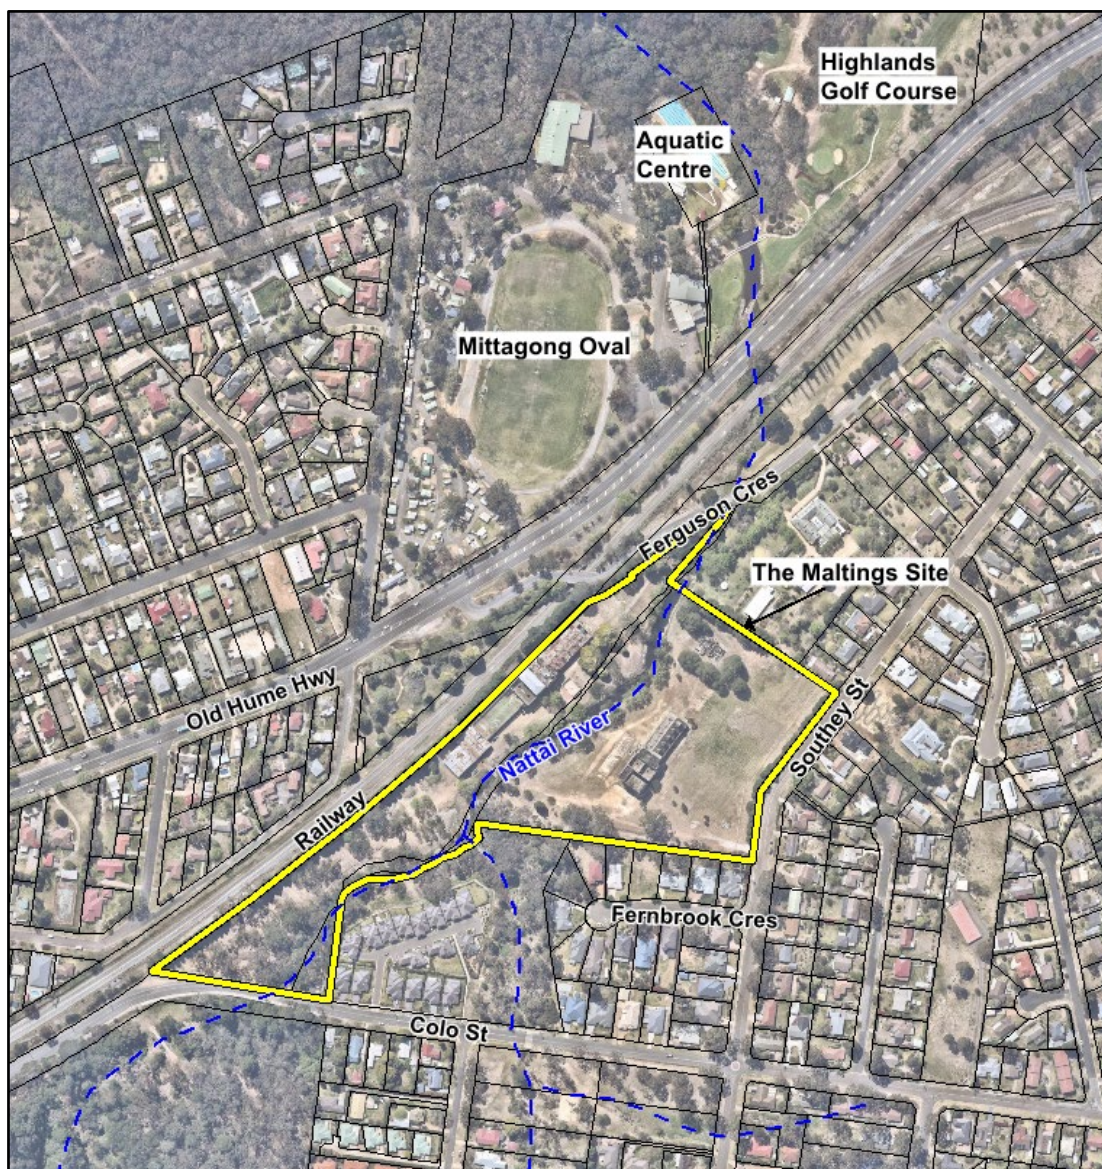 Highlands
Golf Course
Aquatic
Centre
Mittagong Oval
Ferguson Cres
The Maltings Site
Old Hume Hwy
Southey St
Nattai River
Railway
Fernbrook Cres
Colo St